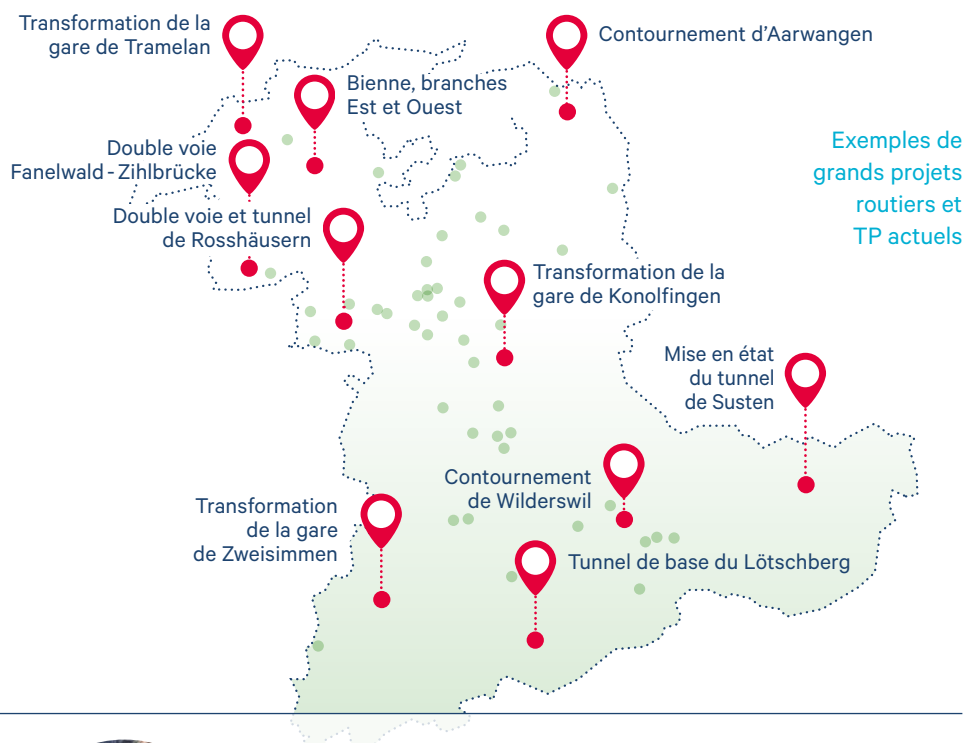 Transformation de la
gare de Tramelan
Contournement d'Aarwangen
Bienne, branches
Est et Ouest
Exemples de
grands projets
routiers et
TP actuels
Double voie
Fanelwald - Zihlbrücke
Double voie et tunnel
de Rosshäusern
Transformation de la
gare de Konolfingen
Mise en état
du tunnel
de Susten
Contournement
de Wilderswil
Transformation
de la gare
de Zweisimmen
Tunnel de base du Lötschberg